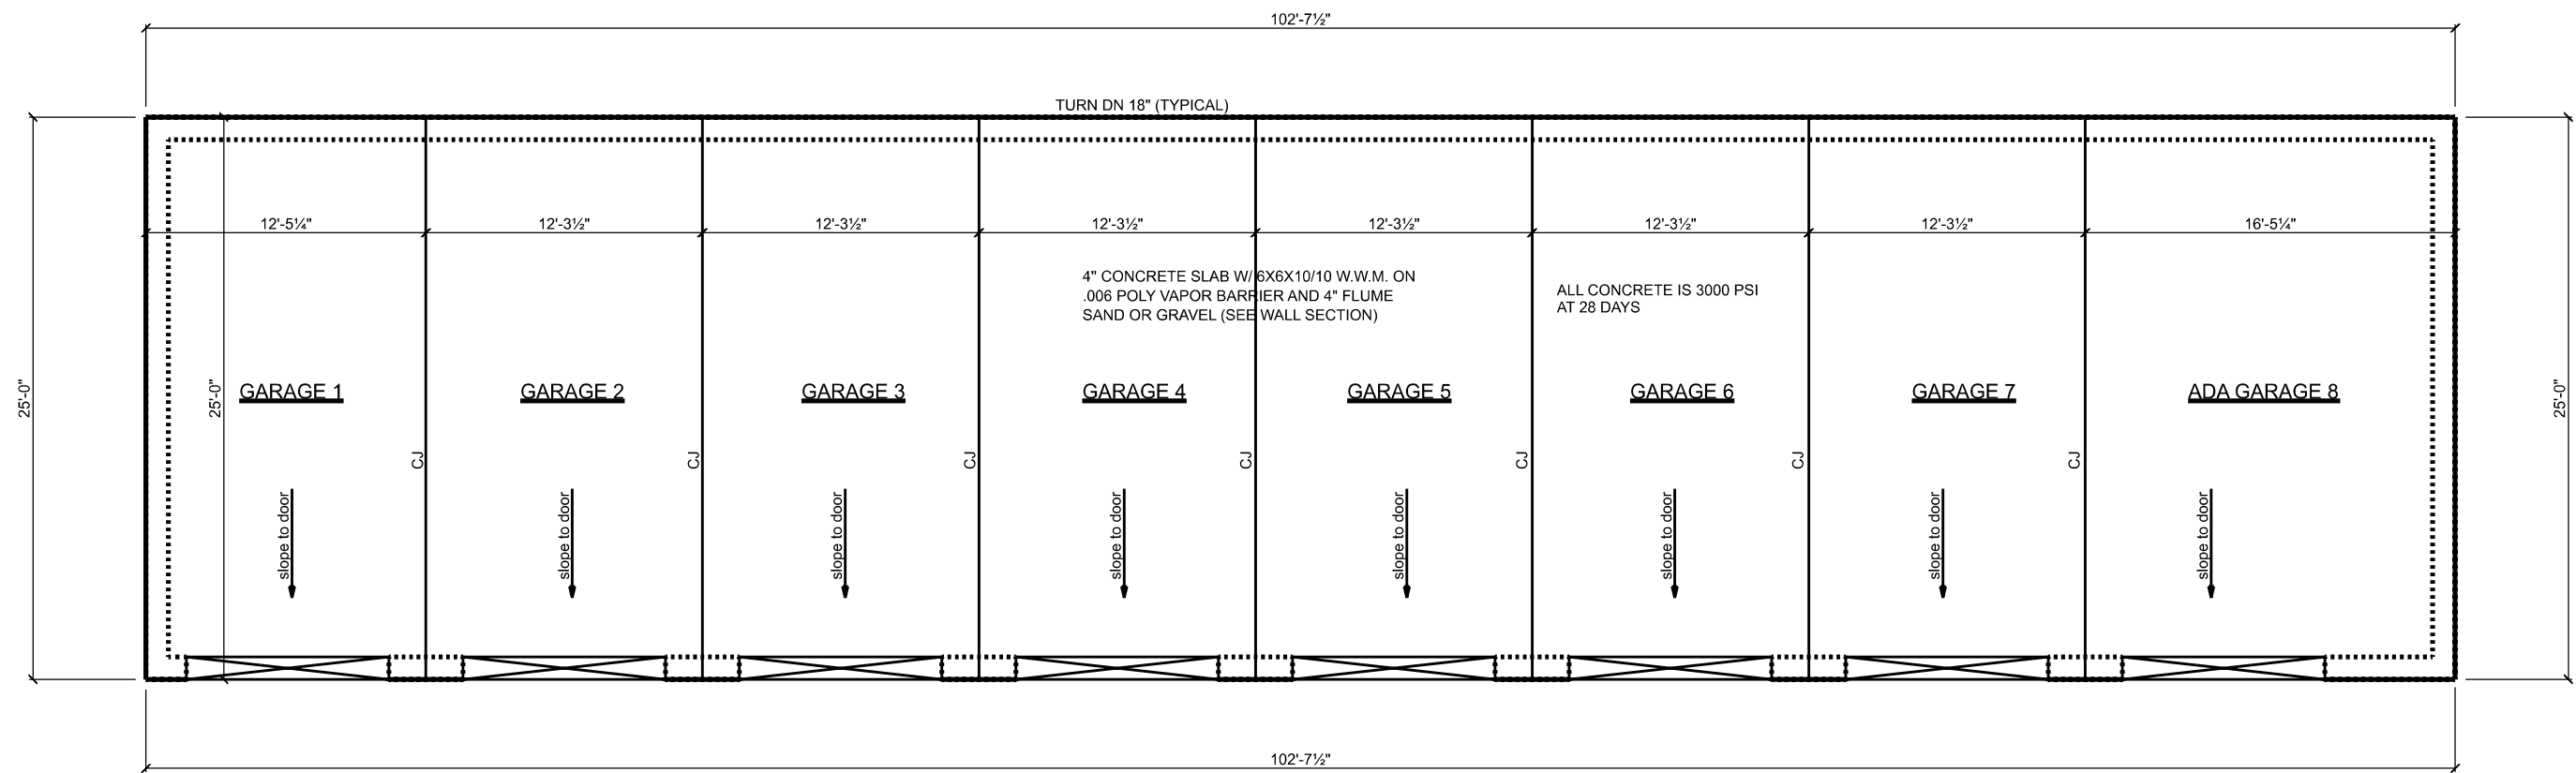 102'-7½"
TURN DN 18" (TYPICAL)
12'-5¼"
12'-3½"
12'-3½"
12'-3½"
12'-3½"
12'-3½"
12'-3½"
16'-5¼"
4" CONCRETE SLAB W/ 6X6X10/10 W.W.M. ON
.006 POLY VAPOR BARRIER AND 4" FLUME
SAND OR GRAVEL (SEE WALL SECTION)
ALL CONCRETE IS 3000 PSI
AT 28 DAYS
25'-0"
25'-0"
GARAGE 1
GARAGE 2
GARAGE 3
GARAGE 4
GARAGE 5
GARAGE 6
GARAGE 7
ADA GARAGE 8
25'-0"
CJ
CJ
CJ
CJ
CJ
CJ
CJ
slope to door
slope to door
slope to door
slope to door
slope to door
slope to door
slope to door
slope to door
102'-7½"